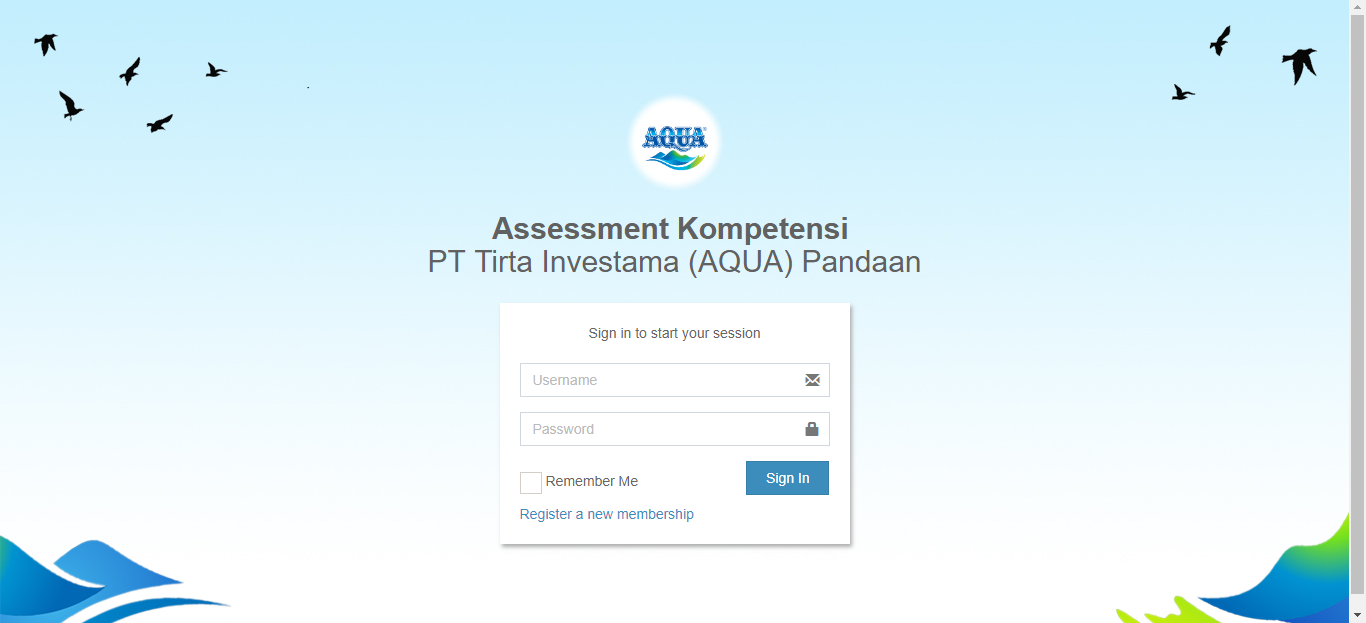 AQUA
Assessment Kompetensi
PT Tirta Investama (AQUA) Pandaan
Sign in to start your session
Username
Password
Remember Me
Sign In
Register a new membership